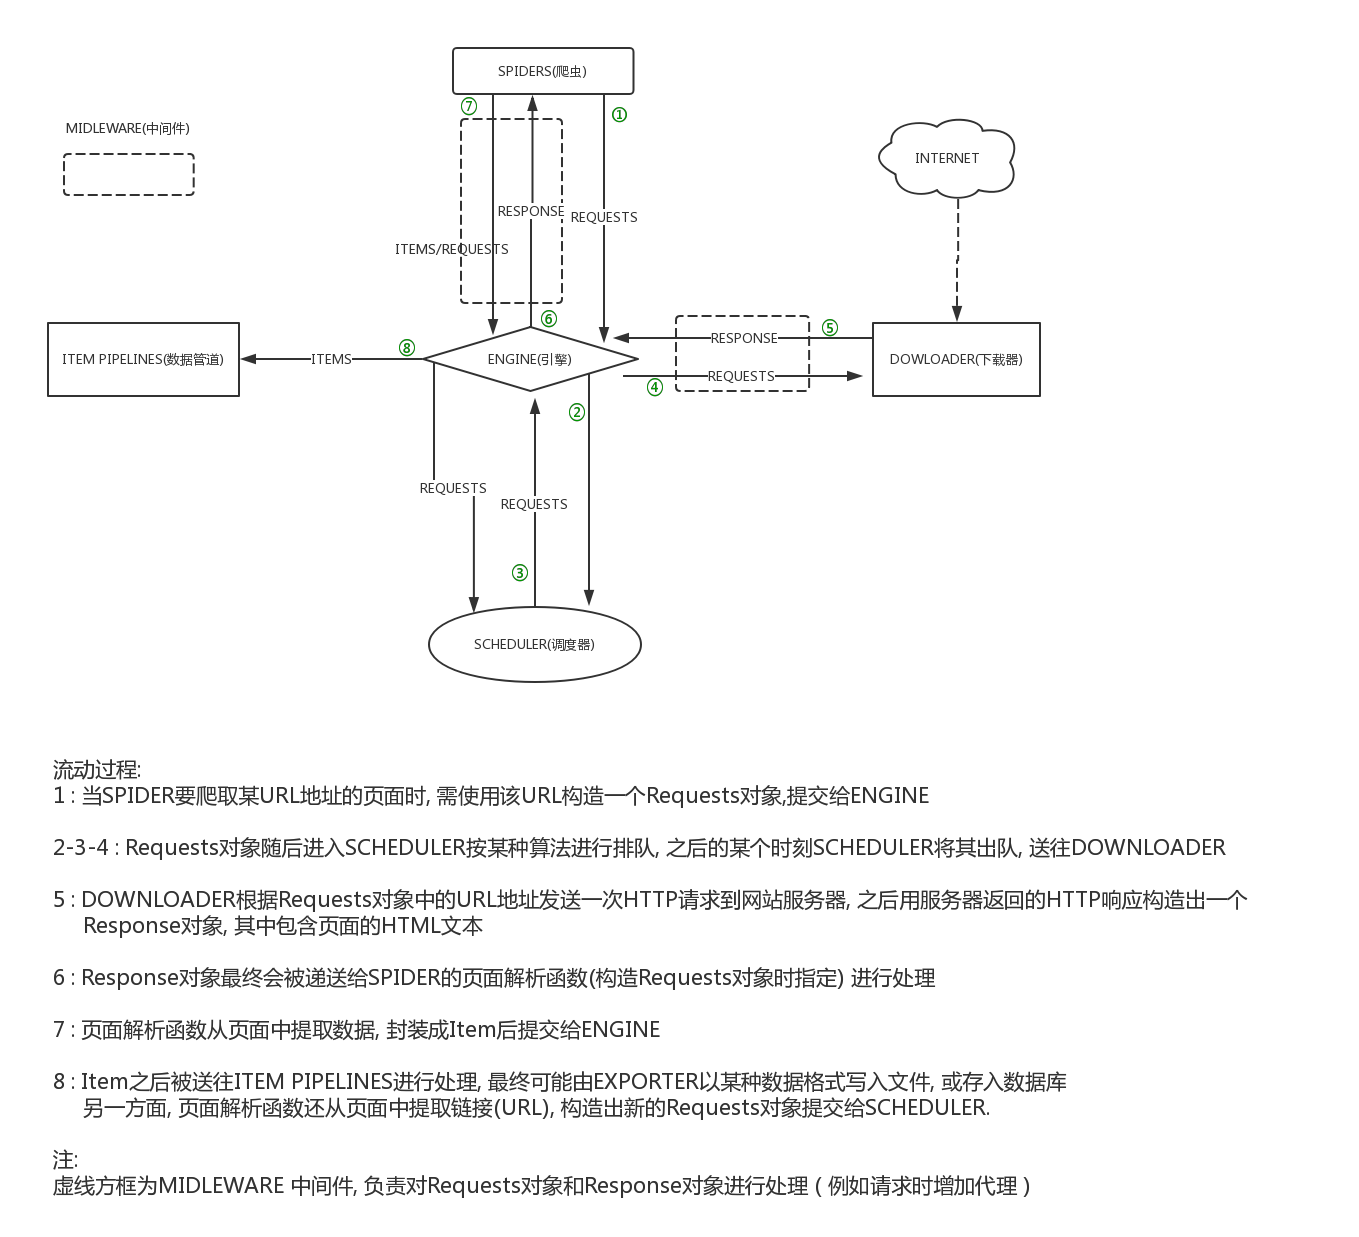 SPIDERS(爬虫)
⑦
①
MIDLEWARE(中间件)
INTERNET
RESPONSE
REQUESTS
ITEMS/REQUESTS
⑥
⑤
RESPONSE
⑧
ITEM PIPELINES(数据管道)
ITEMS
ENGINE(引擎)
DOWLOADER(下载器)
REQUESTS
④
②
REQUESTS
REQUESTS
③
SCHEDULER(调度器)
流动过程:
1 : 当SPIDER要爬取某URL地址的页面时, 需使用该URL构造一个Requests对象,提交给ENGINE
2-3-4 : Requests对象随后进入SCHEDULER按某种算法进行排队, 之后的某个时刻SCHEDULER将其出队, 送往DOWNLOADER
5 : DOWNLOADER根据Requests对象中的URL地址发送一次HTTP请求到网站服务器, 之后用服务器返回的HTTP响应构造出一个
Response对象, 其中包含页面的HTML文本
6 : Response对象最终会被递送给SPIDER的页面解析函数(构造Requests对象时指定) 进行处理
7 : 页面解析函数从页面中提取数据, 封装成Item后提交给ENGINE
8 : Item之后被送往ITEM PIPELINES进行处理, 最终可能由EXPORTER以某种数据格式写入文件, 或存入数据库
另一方面, 页面解析函数还从页面中提取链接(URL), 构造出新的Requests对象提交给SCHEDULER.
注:
虚线方框为MIDLEWARE 中间件, 负责对Requests对象和Response对象进行处理 ( 例如请求时增加代理 )